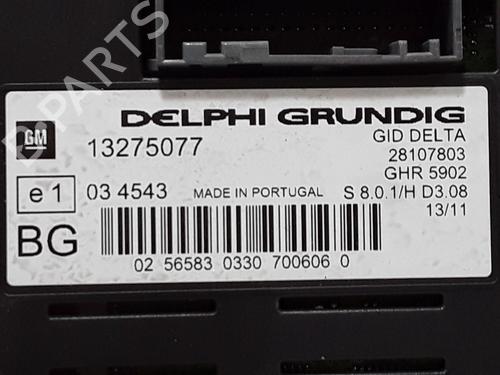 B-PARTS
DELPHI GRUNDIG
GM 13275077
GID DELTA
28107803
GHR 5902
e1 03 4543 MADE IN PORTUGAL S 8.0.1/H D3.08
13/11
BG
02 56583 0330 700606 0